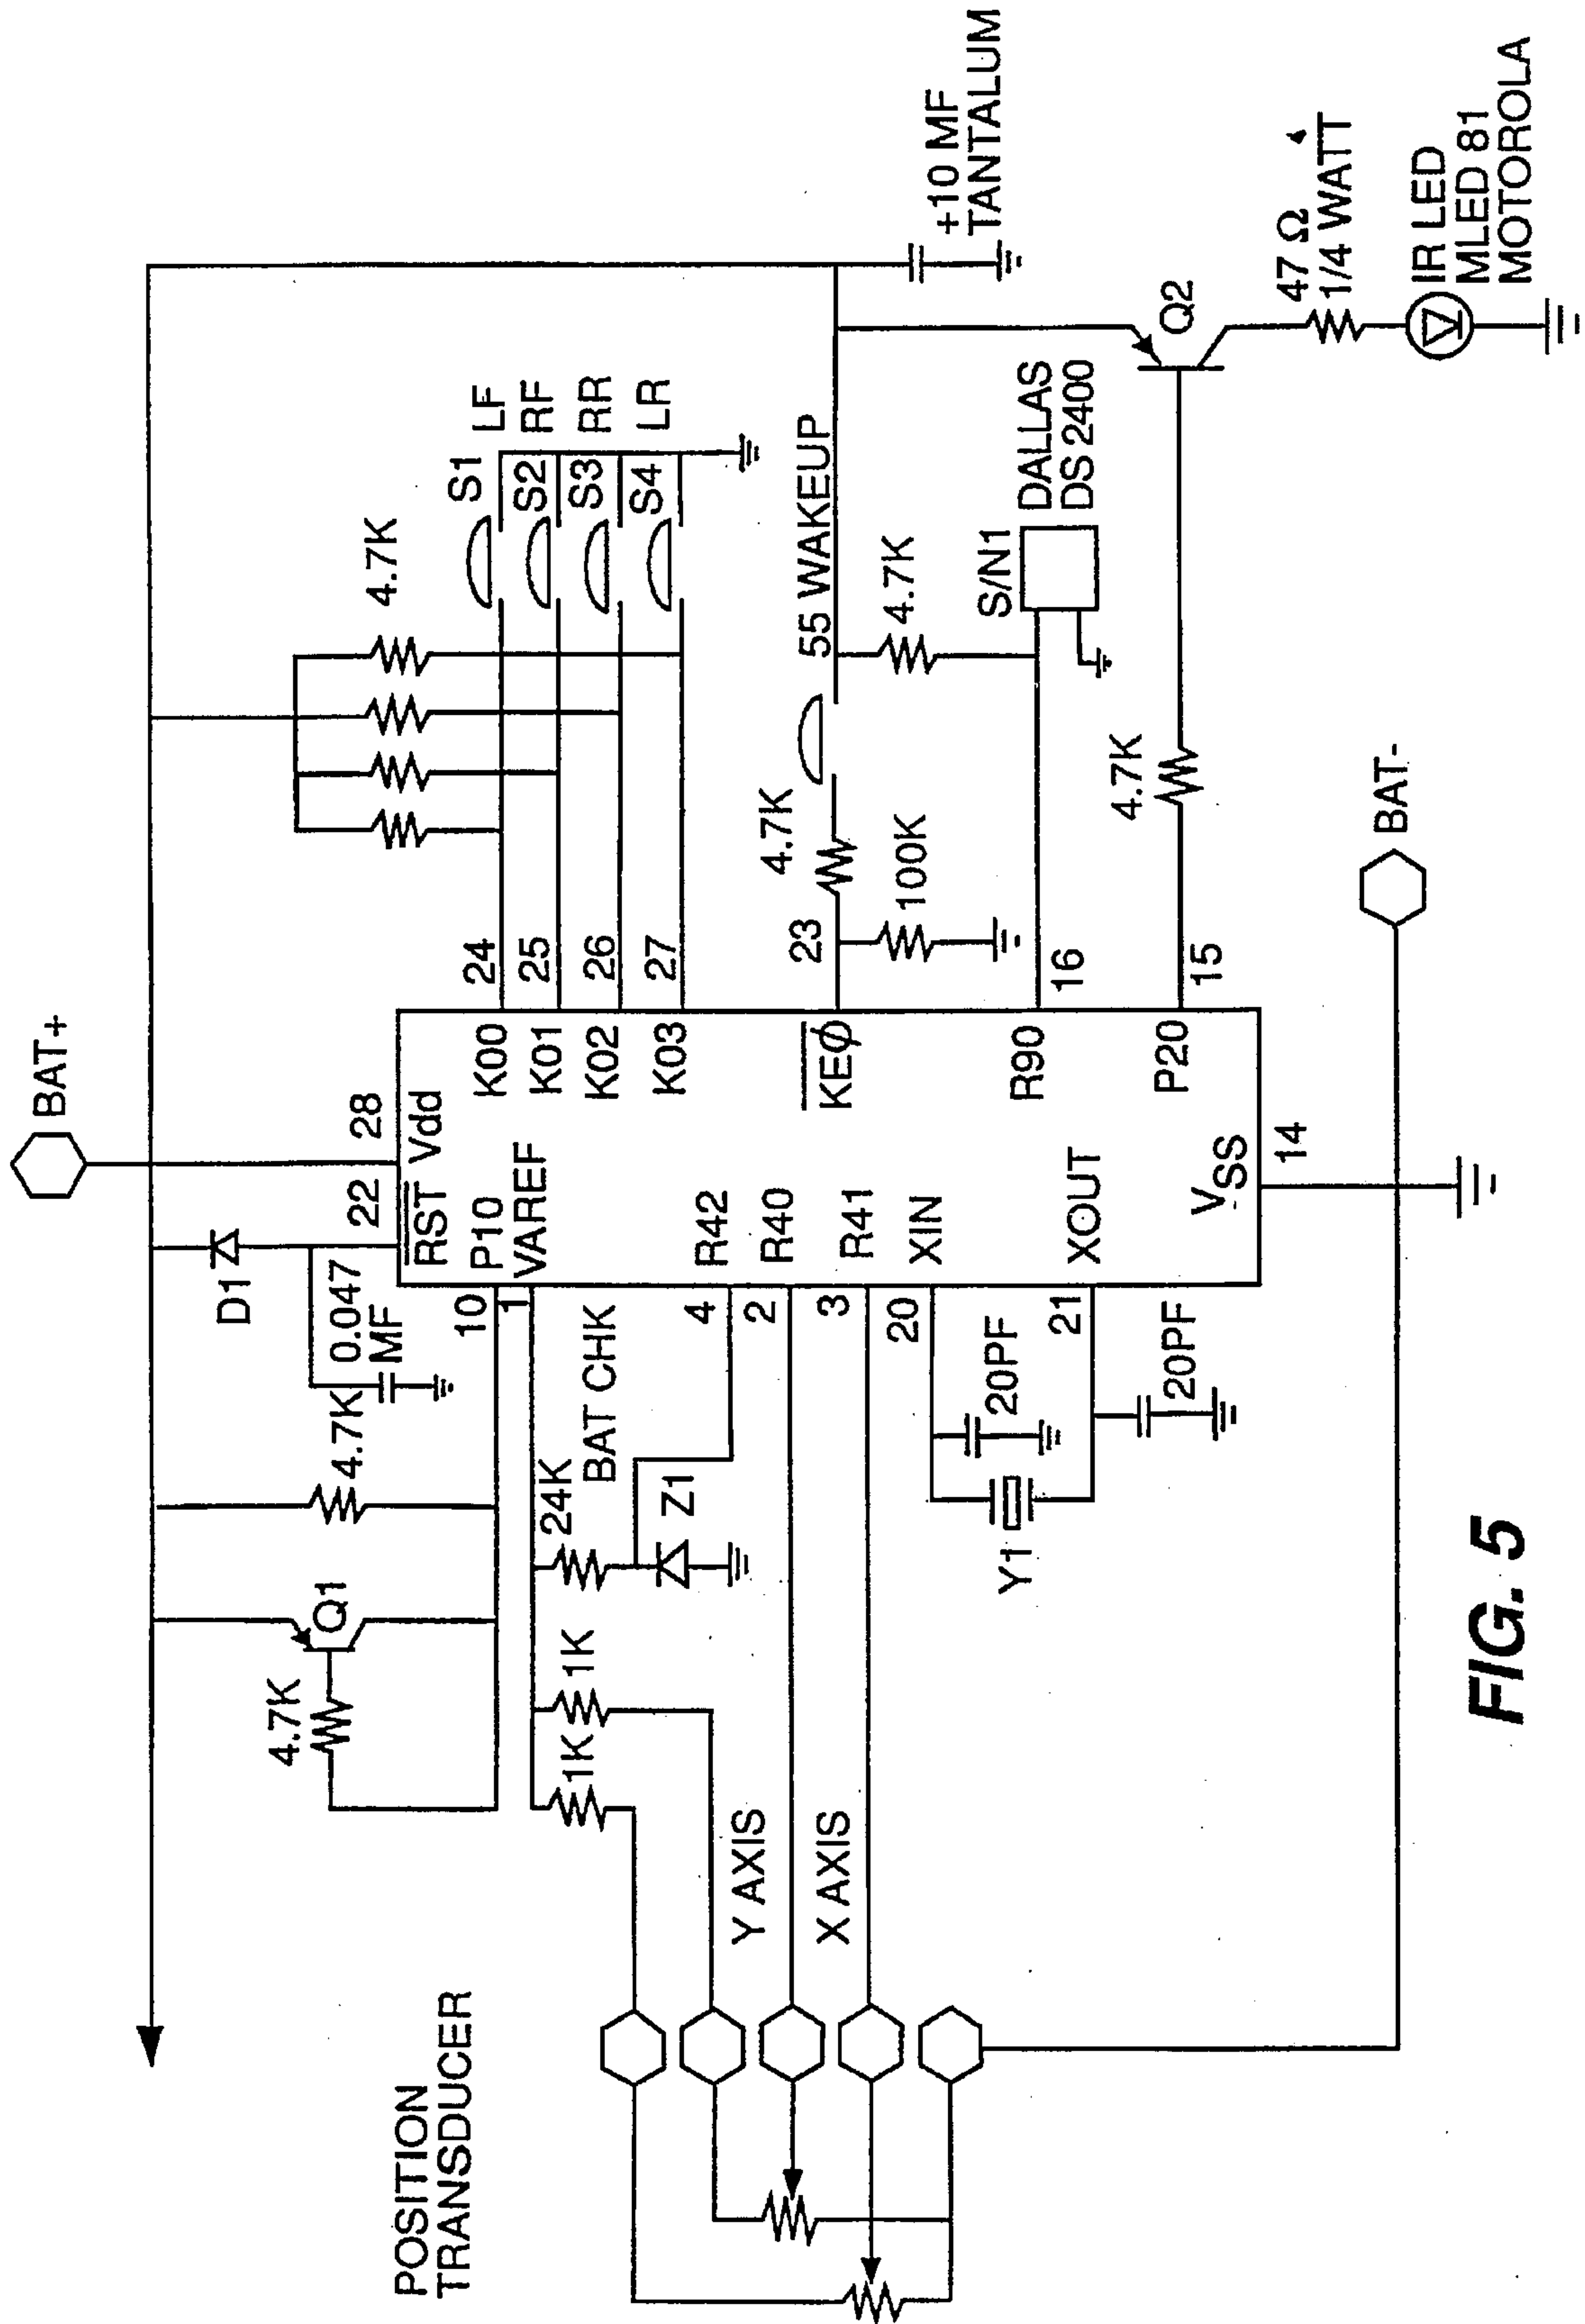 BAT+
D1
22
28
RST
Vdd
0.047
MF
4.7K
4.7K
Q1
4.7K
10
P10
1
VAREF
BAT CHK
24K
Z1
1K
1K
4
R42
2
R40
3
R41
Y AXIS
X AXIS
20
XIN
20PF
Y1
21
XOUT
20PF
VSS
14
POSITION
TRANSDUCER
K00
24
S1
LF
K01
25
S2
RF
K02
26
S3
RR
K03
27
S4
LR
KEϕ
23
4.7K
55 WAKEUP
100K
4.7K
+10 MF
TANTALUM
R90
16
S/N1
DALLAS
DS 2400
P20
15
4.7K
Q2
47 Ω
1/4 WATT
IR LED
MLED 81
MOTOROLA
BAT-
FIG. 5